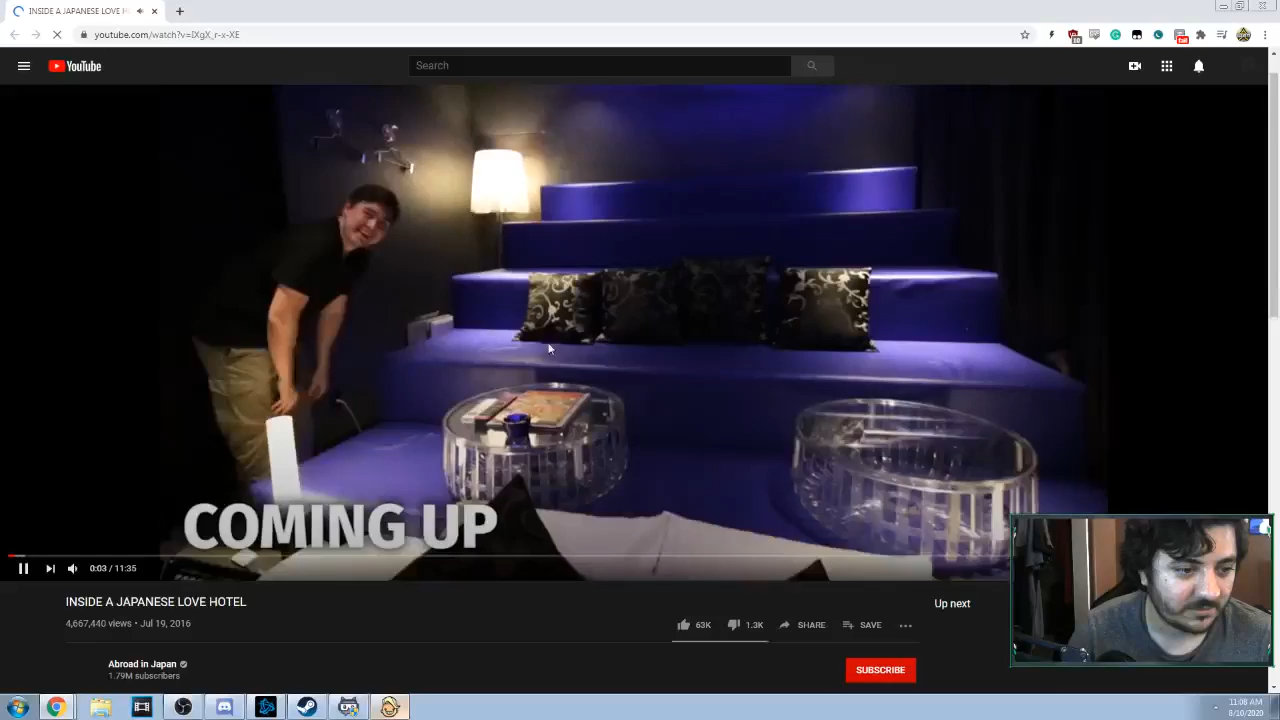 INSIDE A JAPANESE LOVE H
youtube.com/watch?v=lXgX_r-x-XE
YouTube
Search
COMING UP
0:03 / 11:35
INSIDE A JAPANESE LOVE HOTEL
Up next
4,667,440 views • Jul 19, 2016
63K
1.3K
SHARE
SAVE
Abroad in Japan
1.79M subscribers
SUBSCRIBE
11:08 AM
8/10/2020